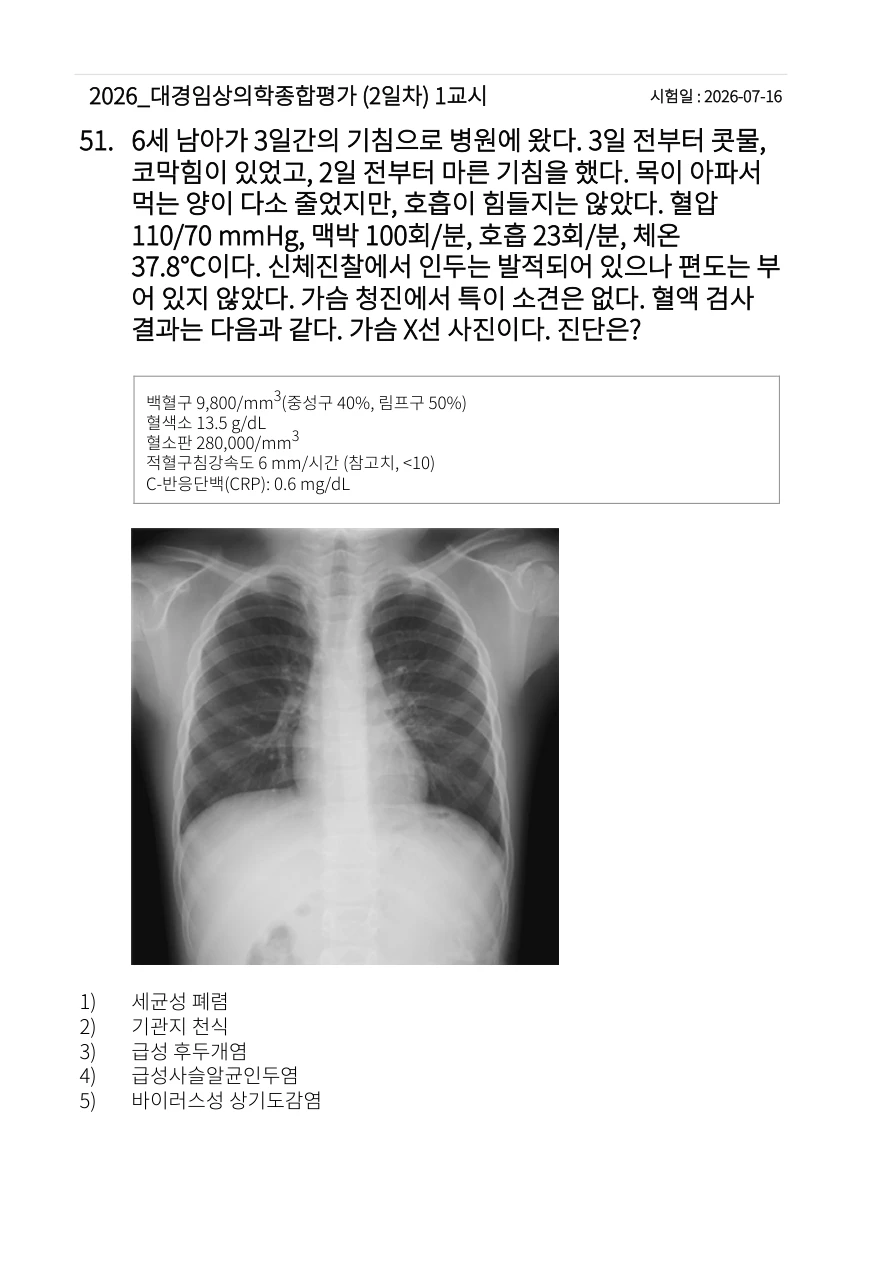 2026_대경임상의학종합평가 (2일차) 1교시
시험일 : 2026-07-16
51. 6세 남아가 3일간의 기침으로 병원에 왔다. 3일 전부터 콧물,
코막힘이 있었고, 2일 전부터 마른 기침을 했다. 목이 아파서
먹는 양이 다소 줄었지만, 호흡이 힘들지는 않았다. 혈압
110/70 mmHg, 맥박 100회/분, 호흡 23회/분, 체온
37.8℃이다. 신체진찰에서 인두는 발적되어 있으나 편도는 부
어 있지 않았다. 가슴 청진에서 특이 소견은 없다. 혈액 검사
결과는 다음과 같다. 가슴 X선 사진이다. 진단은?
백혈구 9,800/mm³(중성구 40%, 림프구 50%)
혈색소 13.5 g/dL
혈소판 280,000/mm³
적혈구침강속도 6 mm/시간 (참고치, <10)
C-반응단백(CRP): 0.6 mg/dL
1) 세균성 폐렴
2) 기관지 천식
3) 급성 후두개염
4) 급성사슬알균인두염
5) 바이러스성 상기도감염